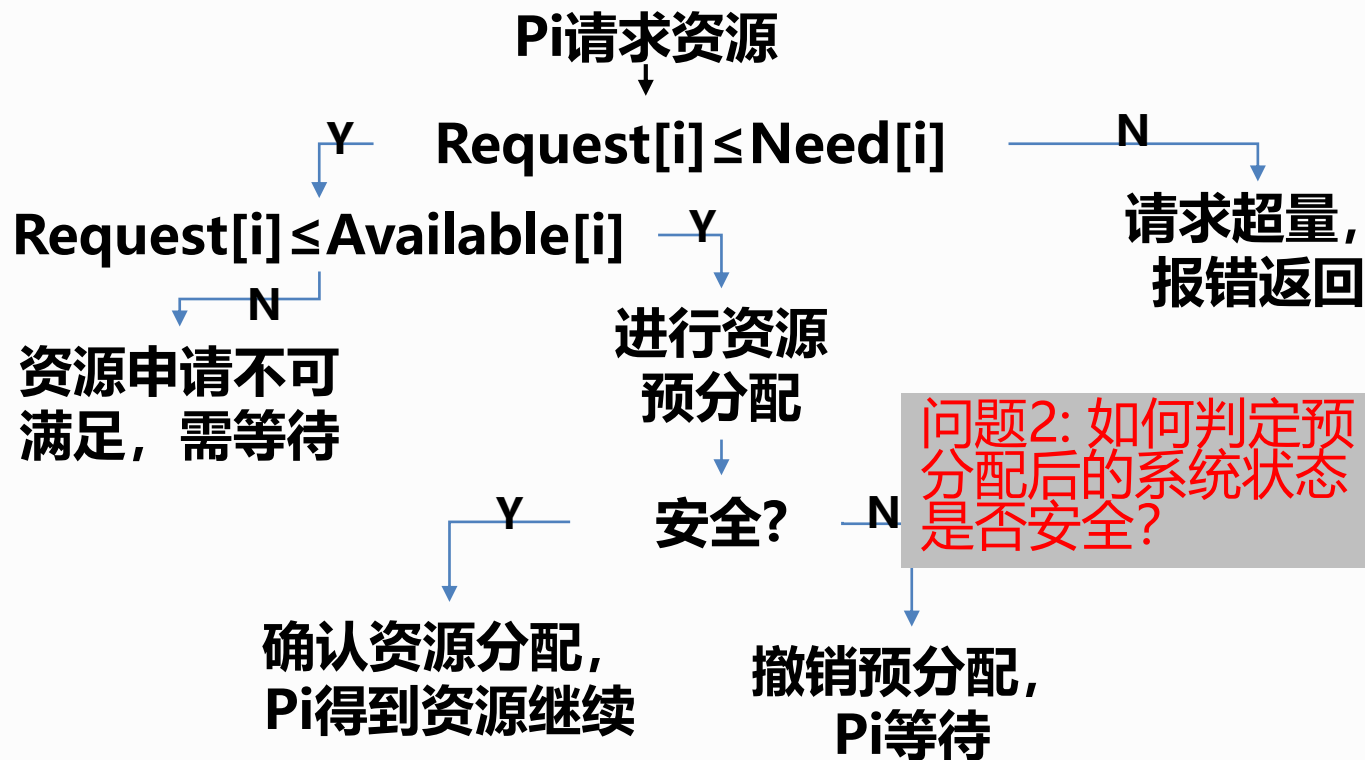 Pi请求资源
Request[i]≤Need[i]
Y
N
Request[i]≤Available[i]
Y
N
请求超量，
报错返回
资源申请不可
满足，需等待
进行资源
预分配
问题2: 如何判定预
分配后的系统状态
是否安全?
安全?
Y
N
确认资源分配，
Pi得到资源继续
撤销预分配，
Pi等待